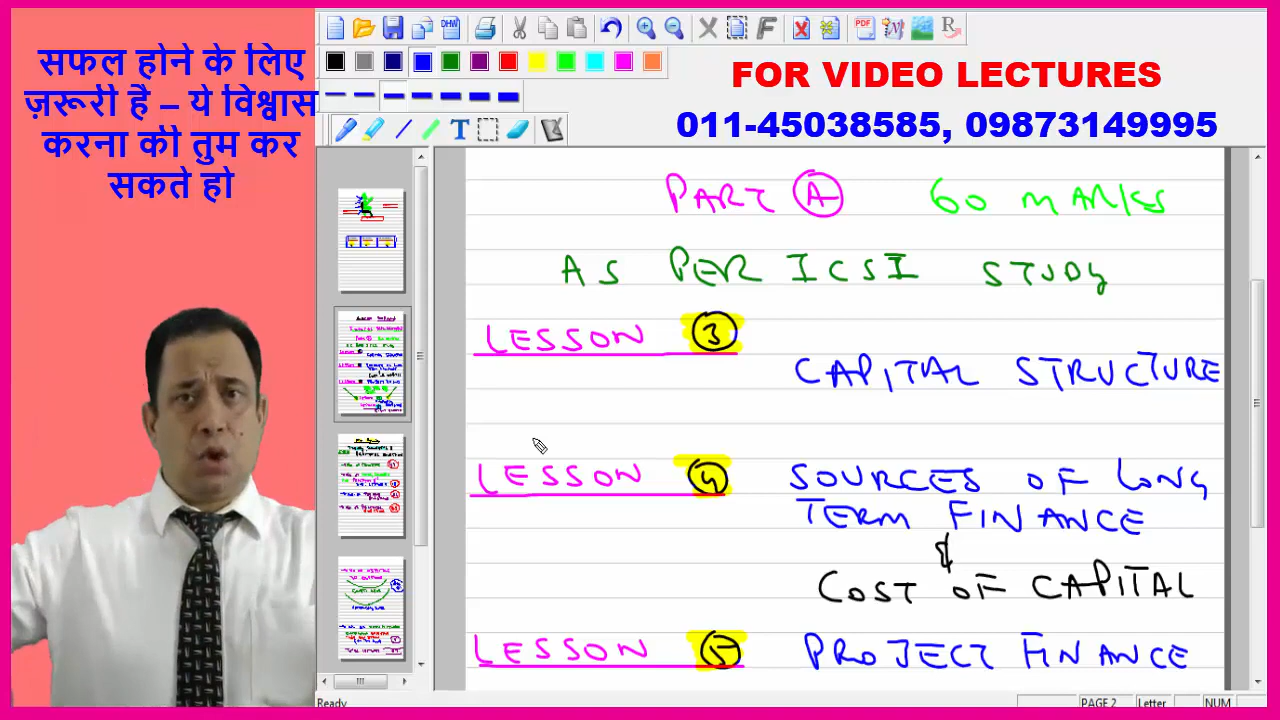 सफल होने के लिए
ज़रूरी है – ये विश्वास
करना की तुम कर
सकते हो
FOR VIDEO LECTURES
011-45038585, 09873149995
PART A 60 MARKS
AS PER ICSI STUDY
LESSON 3
CAPITAL STRUCTURE
LESSON 4 SOURCES OF LONG
TERM FINANCE
&
COST OF CAPITAL
LESSON 5 PROJECT FINANCE
Ready PAGE 2 Letter NUM